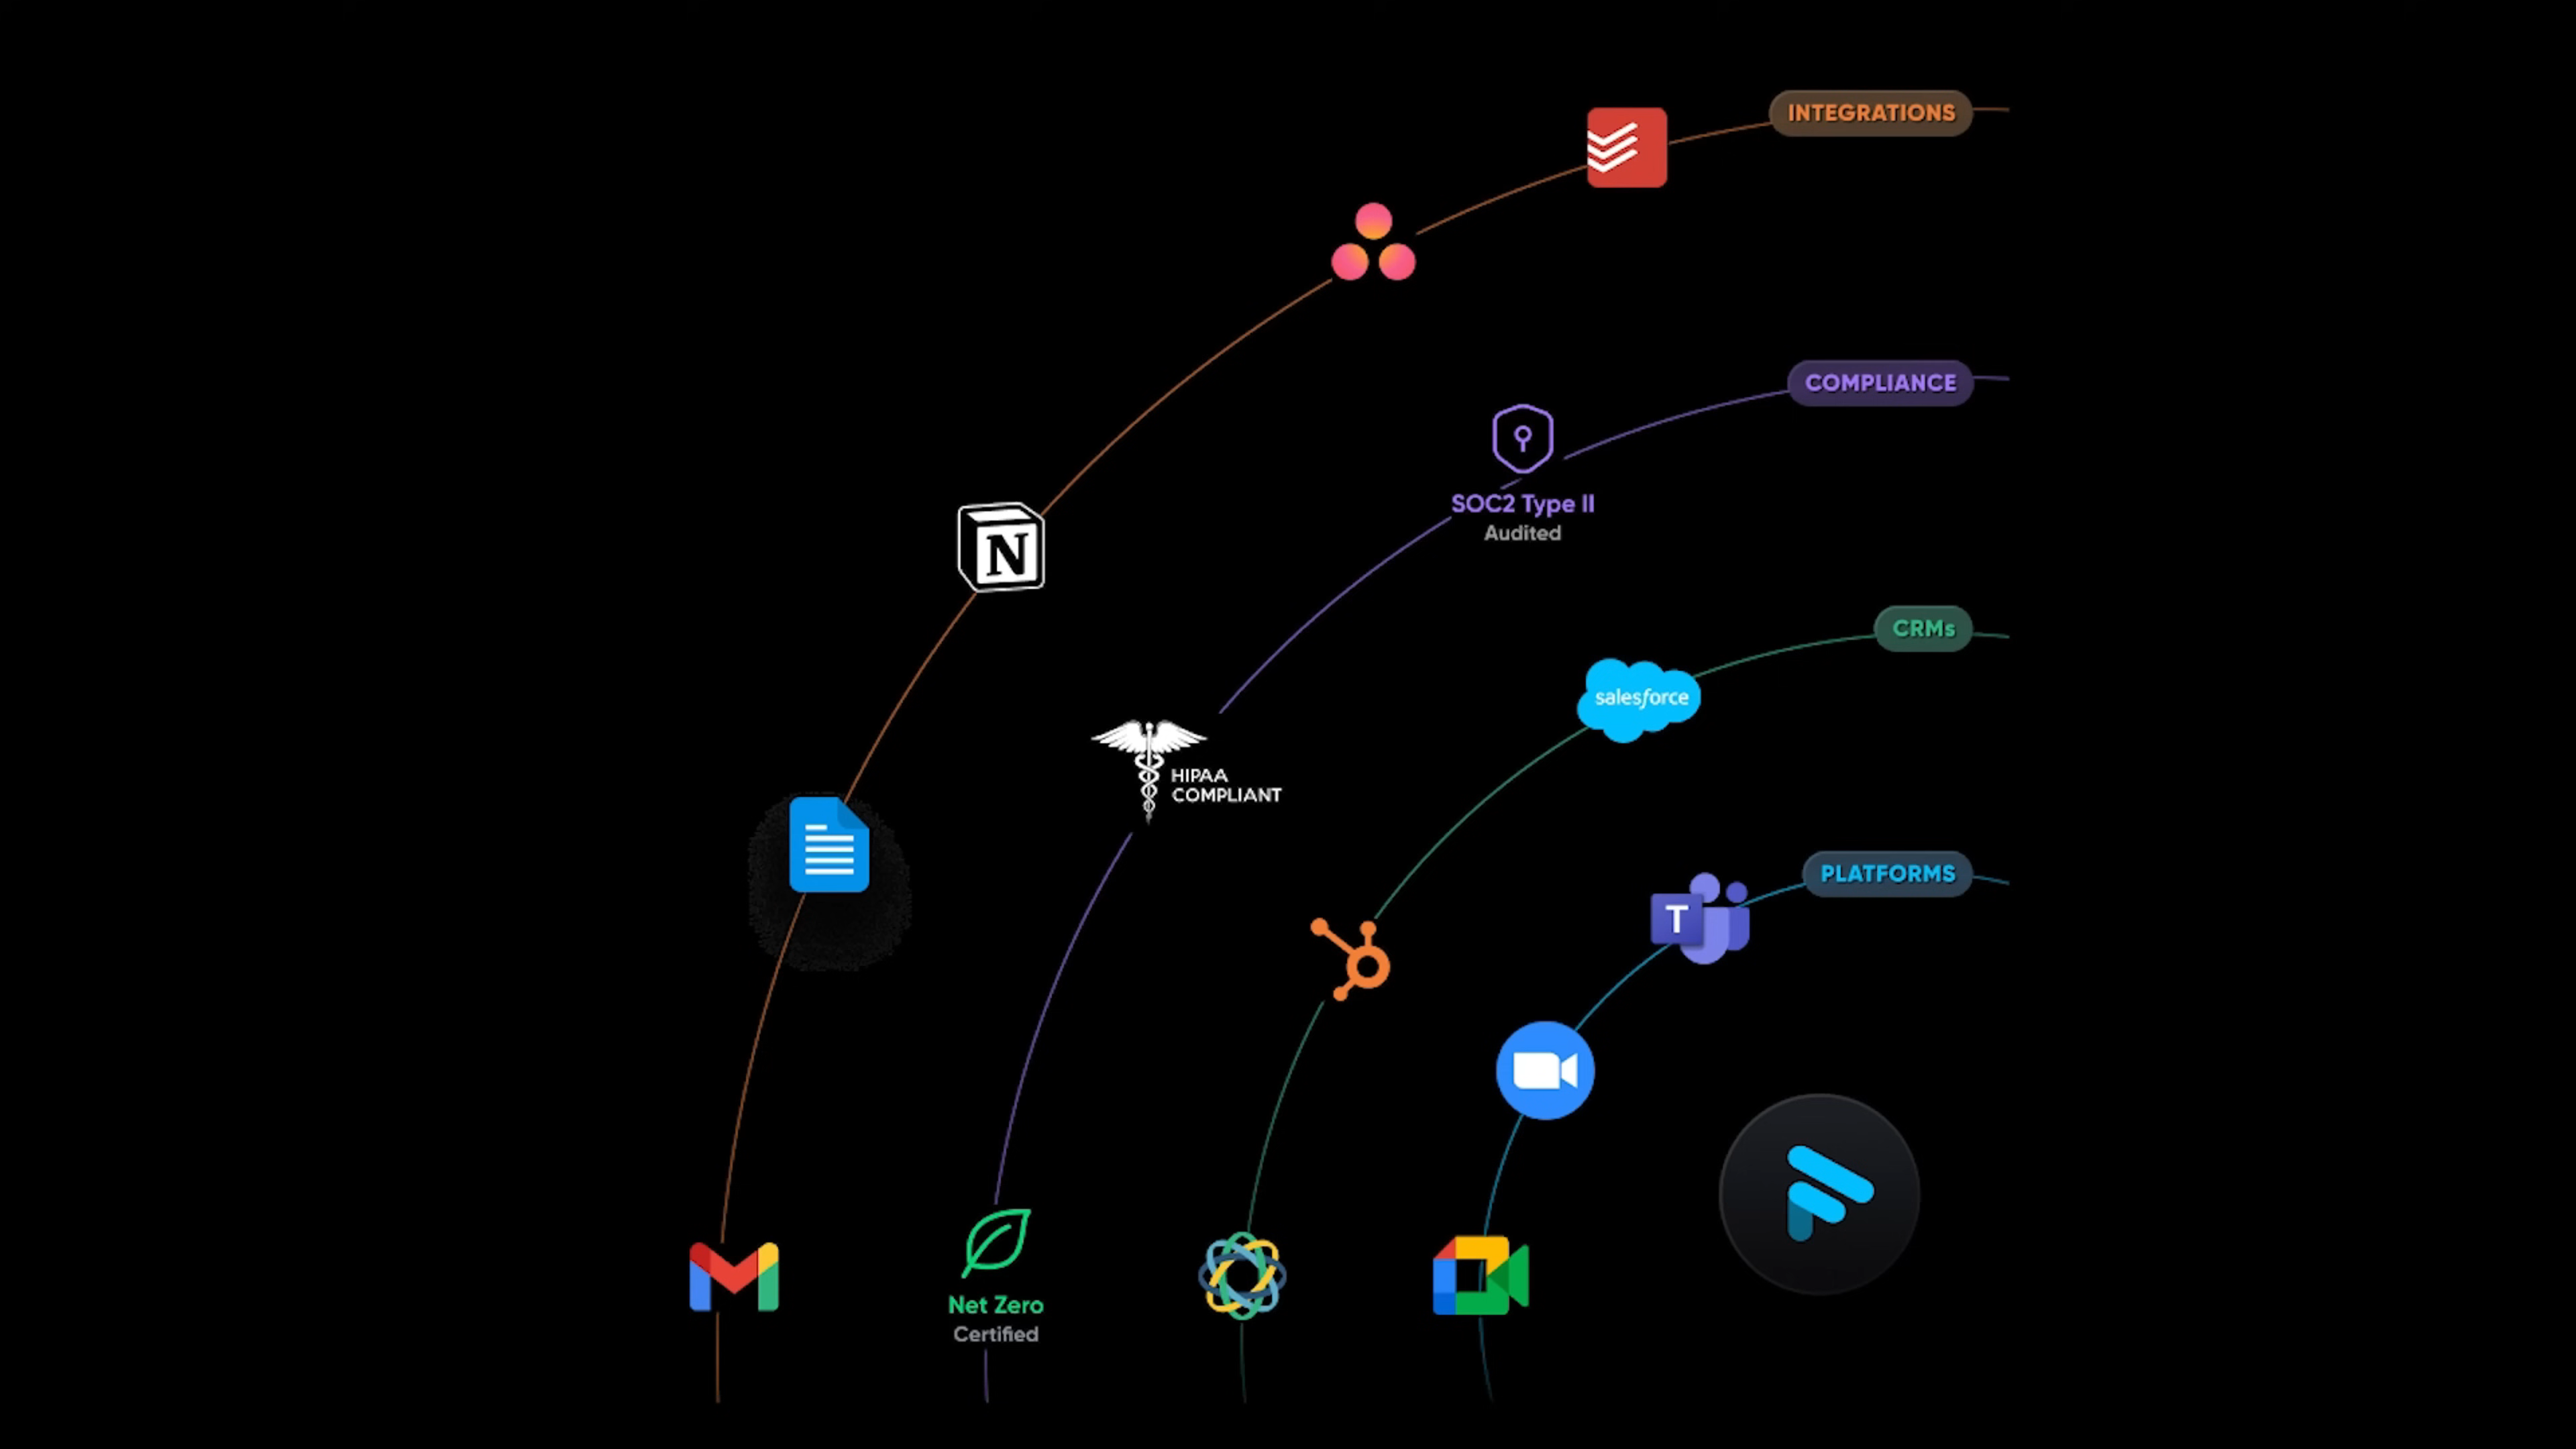 INTEGRATIONS
COMPLIANCE
SOC2 Type II
Audited
N
CRMs
salesforce
HIPAA
COMPLIANT
PLATFORMS
T
Net Zero
Certified